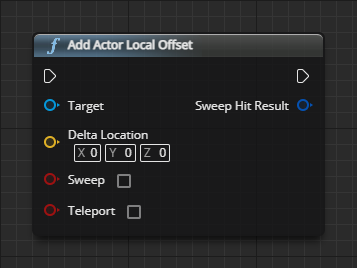 f Add Actor Local Offset
Target Sweep Hit Result
Delta Location
X 0 Y 0 Z 0
Sweep
Teleport